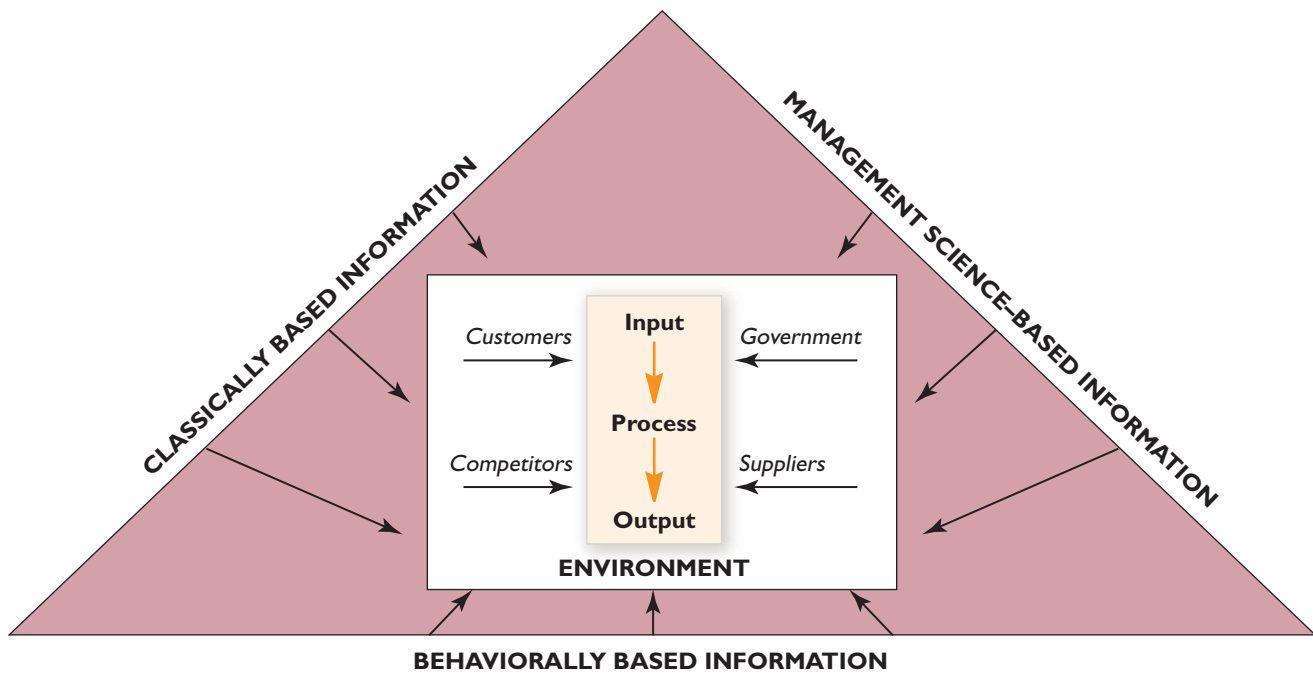 CLASSICALLY BASED INFORMATION
MANAGEMENT SCIENCE–BASED INFORMATION
Input
Customers
Government
Process
Competitors
Suppliers
Output
ENVIRONMENT
BEHAVIORALLY BASED INFORMATION